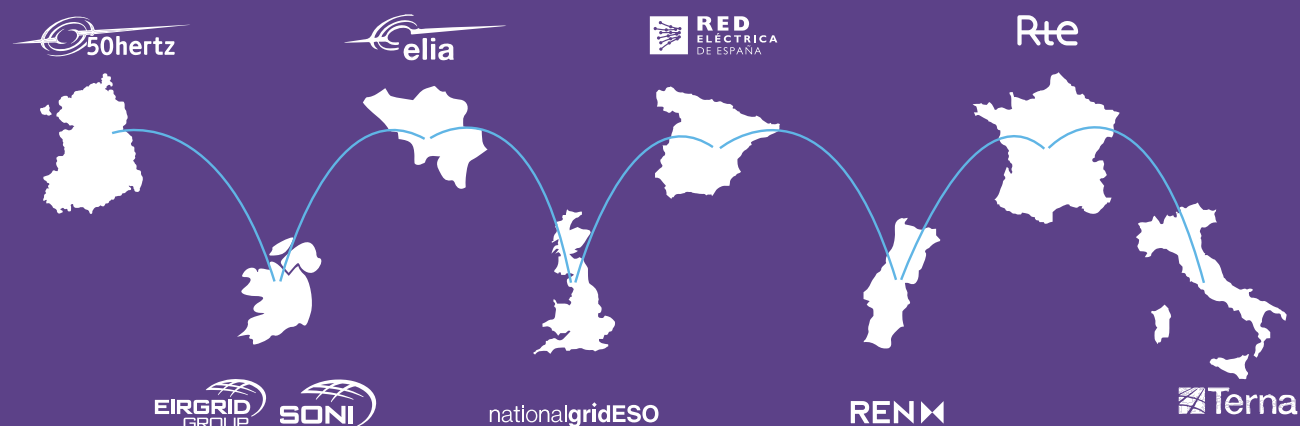 50hertz
elia
RED
ELÉCTRICA
DE ESPAÑA
Rte
EIRGRID
GROUP
SONI
nationalgridESO
REN
Terna